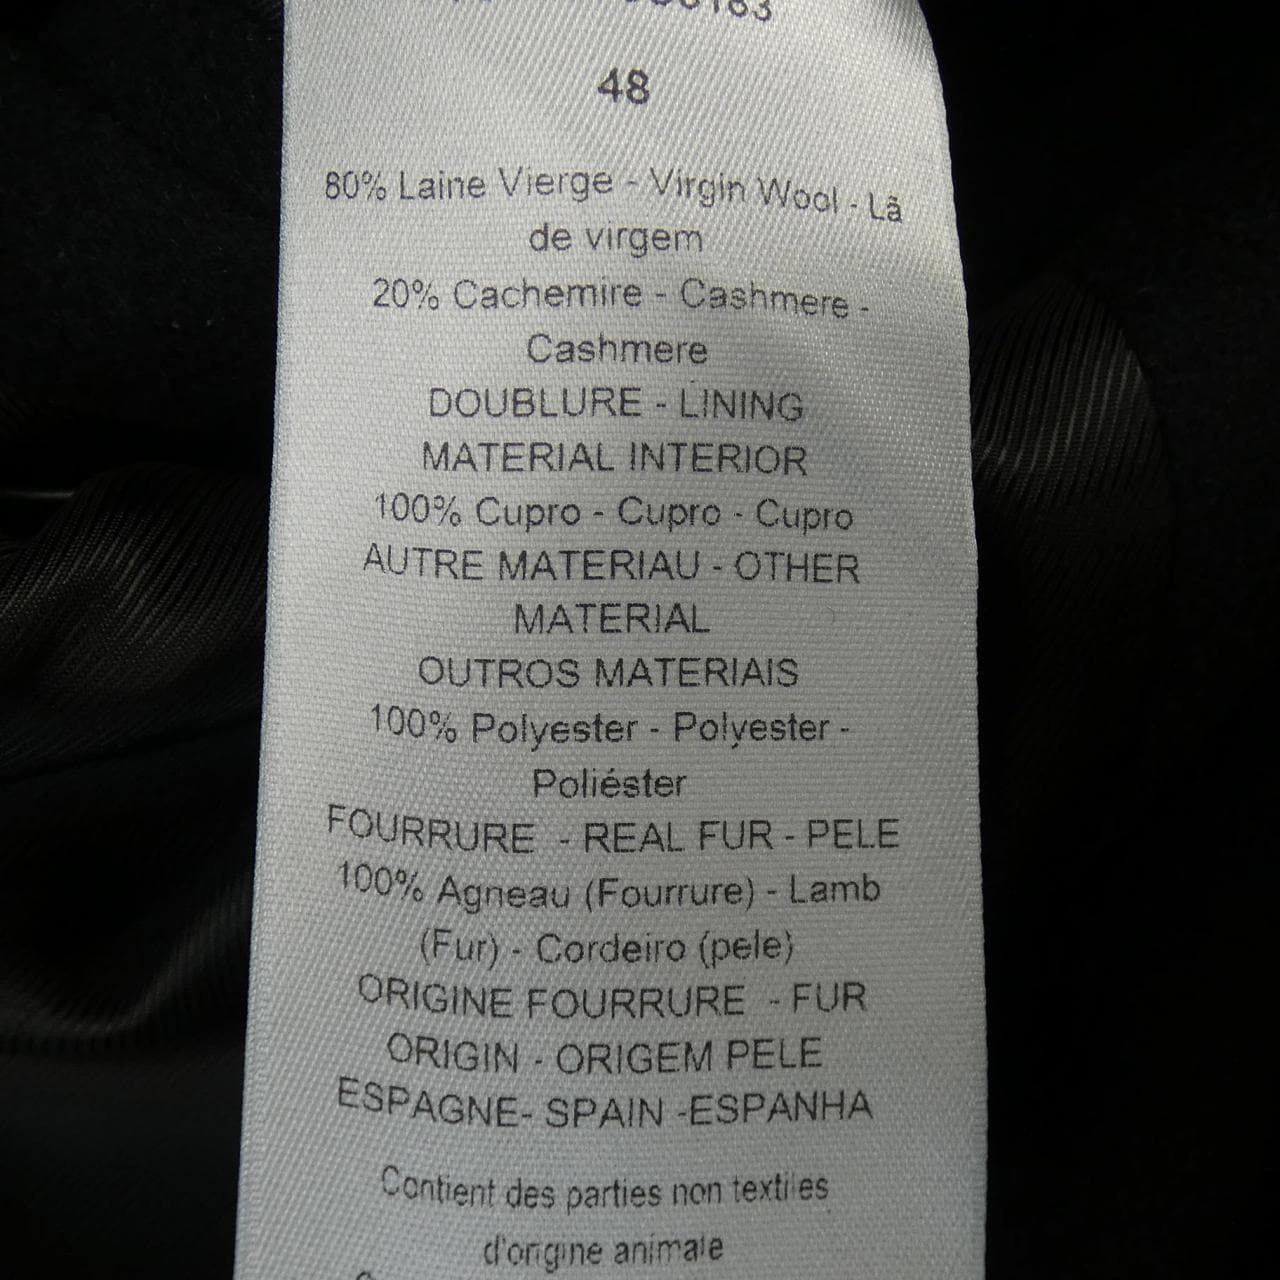 48
80% Laine Vierge - Virgin Wool - Lã
de virgem
20% Cachemire - Cashmere -
Cashmere
DOUBLURE - LINING
MATERIAL INTERIOR
100% Cupro - Cupro - Cupro
AUTRE MATERIAU - OTHER
MATERIAL
OUTROS MATERIAIS
100% Polyester - Polyester -
Poliéster
FOURRURE - REAL FUR - PELE
100% Agneau (Fourrure) - Lamb
(Fur) - Cordeiro (pele)
ORIGINE FOURRURE - FUR
ORIGIN - ORIGEM PELE
ESPAGNE- SPAIN -ESPANHA
Contient des parties non textiles
d'origine animale